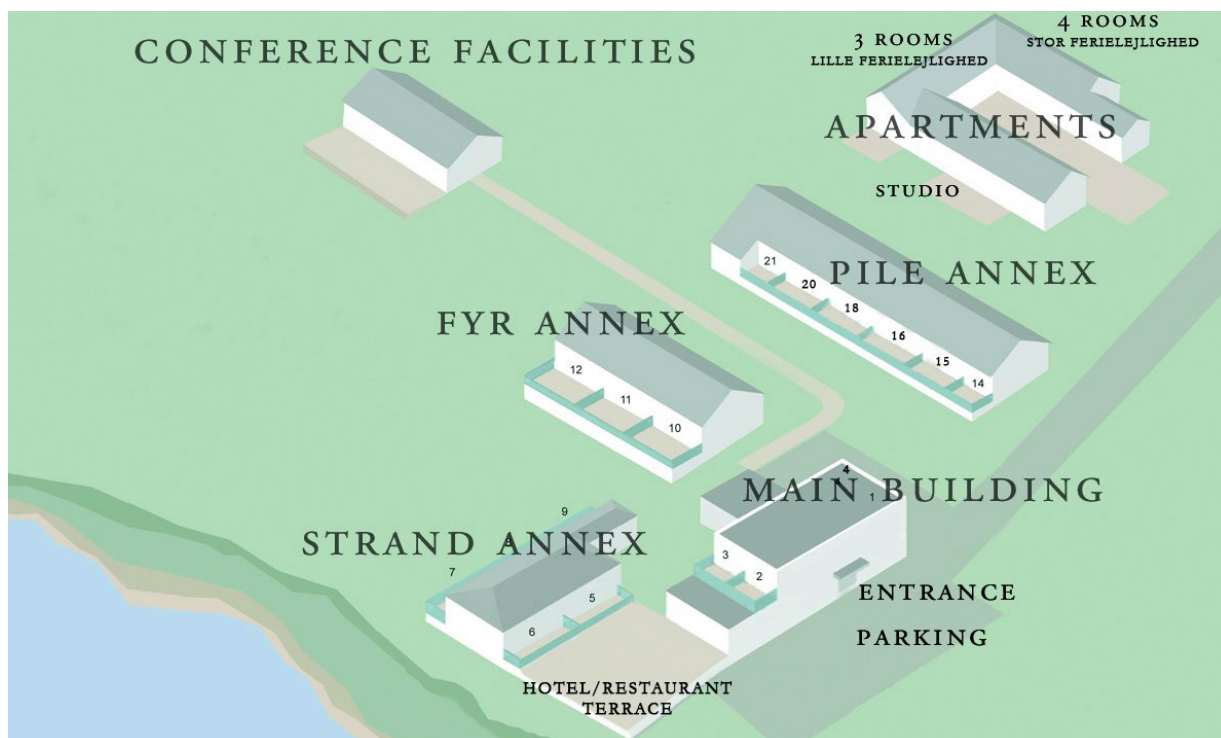 CONFERENCE FACILITIES
3 ROOMS
LILLE FERIELEJLIGHED
4 ROOMS
STOR FERIELEJLIGHED
APARTMENTS
STUDIO
PILE ANNEX
21
20
18
16
15
14
FYR ANNEX
12
11
10
MAIN BUILDING
4
1
3
2
STRAND ANNEX
9
8
7
5
6
ENTRANCE
PARKING
HOTEL/RESTAURANT
TERRACE